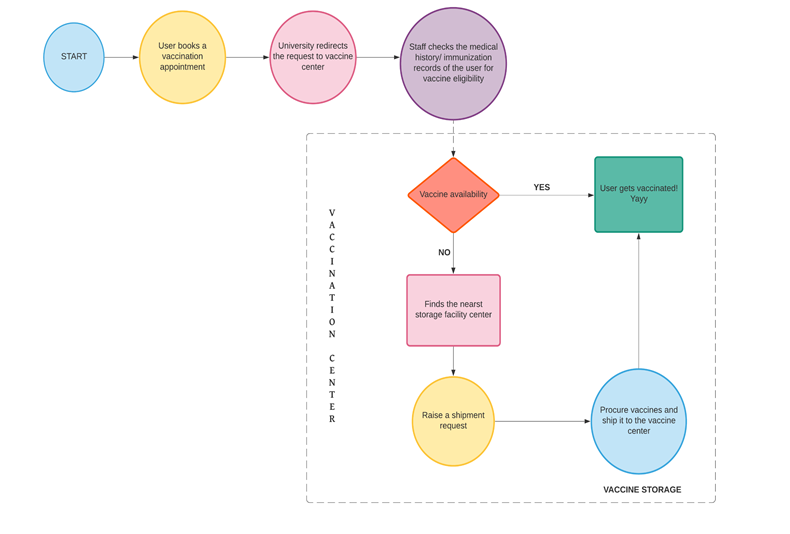 START
User books a
vaccination
appointment
University redirects
the request to vaccine
center
Staff checks the medical
history/ immunization
records of the user for
vaccine eligibility
Vaccine availability
YES
User gets vaccinated!
Yayy
NO
VACCINATION CENTER
Finds the nearst
storage facility center
Raise a shipment
request
Procure vaccines and
ship it to the vaccine
center
VACCINE STORAGE